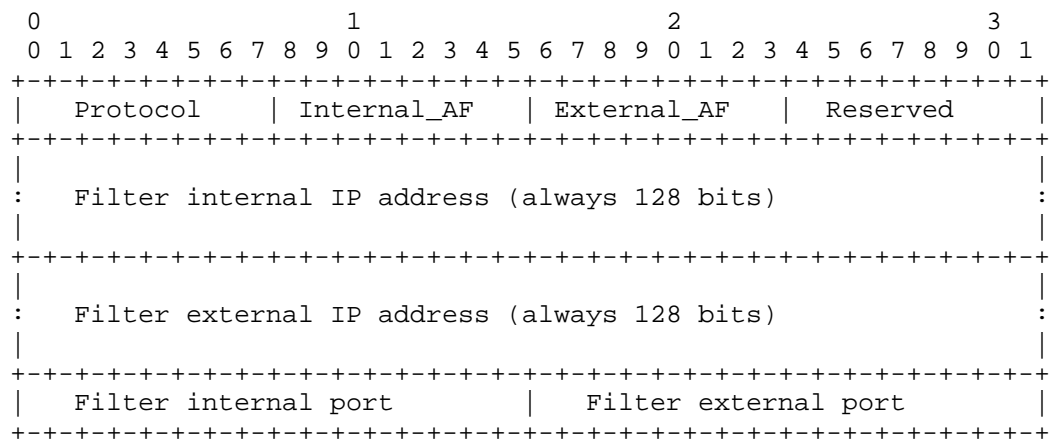 0                   1                   2                   3
0 1 2 3 4 5 6 7 8 9 0 1 2 3 4 5 6 7 8 9 0 1 2 3 4 5 6 7 8 9 0 1
+-+-+-+-+-+-+-+-+-+-+-+-+-+-+-+-+-+-+-+-+-+-+-+-+-+-+-+-+-+-+-+-+
|   Protocol    | Internal_AF   | External_AF   |  Reserved     |
+-+-+-+-+-+-+-+-+-+-+-+-+-+-+-+-+-+-+-+-+-+-+-+-+-+-+-+-+-+-+-+-+
|                                                               |
:   Filter internal IP address (always 128 bits)                :
|                                                               |
+-+-+-+-+-+-+-+-+-+-+-+-+-+-+-+-+-+-+-+-+-+-+-+-+-+-+-+-+-+-+-+-+
|                                                               |
:   Filter external IP address (always 128 bits)                :
|                                                               |
+-+-+-+-+-+-+-+-+-+-+-+-+-+-+-+-+-+-+-+-+-+-+-+-+-+-+-+-+-+-+-+-+
|   Filter internal port        |   Filter external port        |
+-+-+-+-+-+-+-+-+-+-+-+-+-+-+-+-+-+-+-+-+-+-+-+-+-+-+-+-+-+-+-+-+